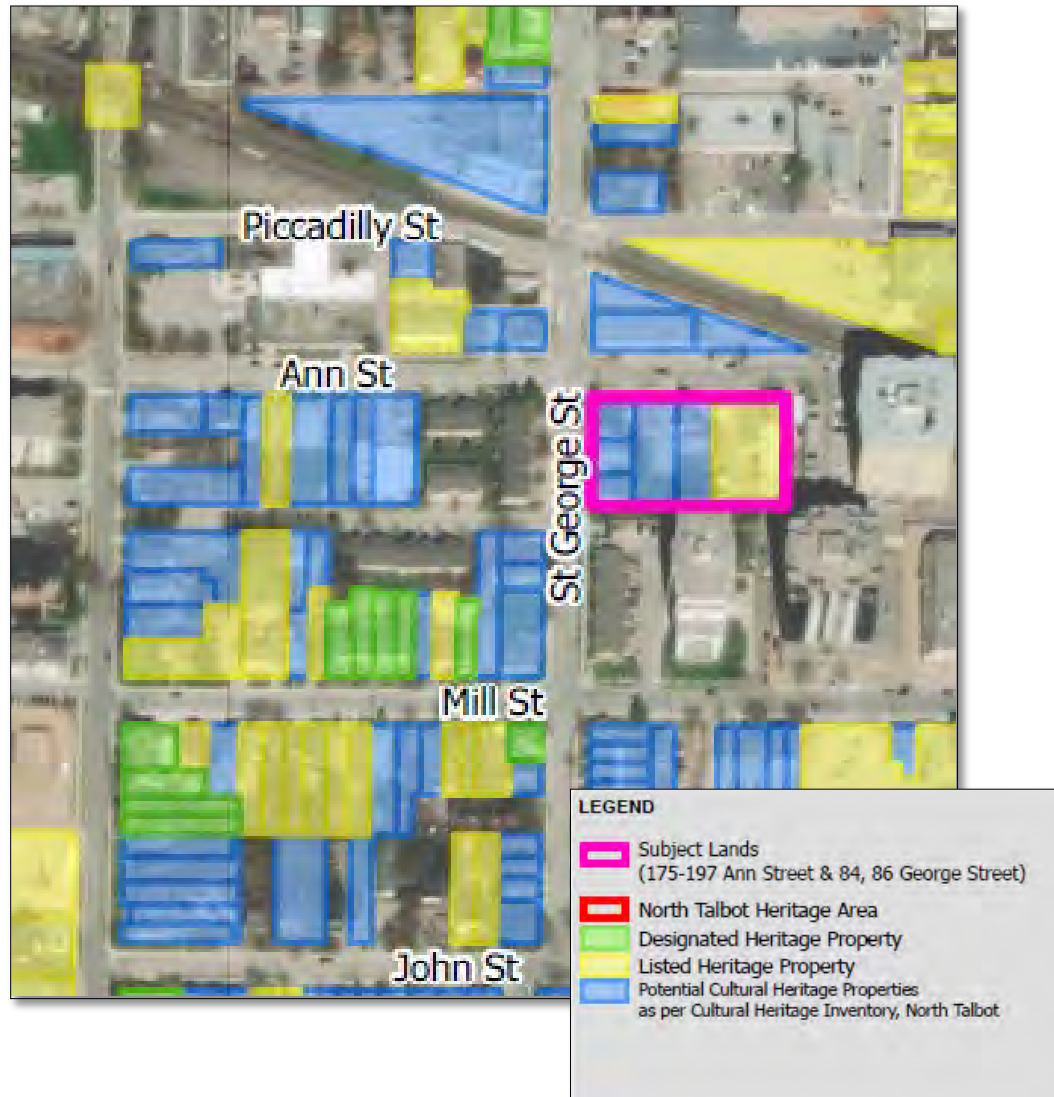 Piccadilly St
Ann St
St George St
Mill St
John St
LEGEND
Subject Lands
(175-197 Ann Street & 84, 86 George Street)
North Talbot Heritage Area
Designated Heritage Property
Listed Heritage Property
Potential Cultural Heritage Properties
as per Cultural Heritage Inventory, North Talbot